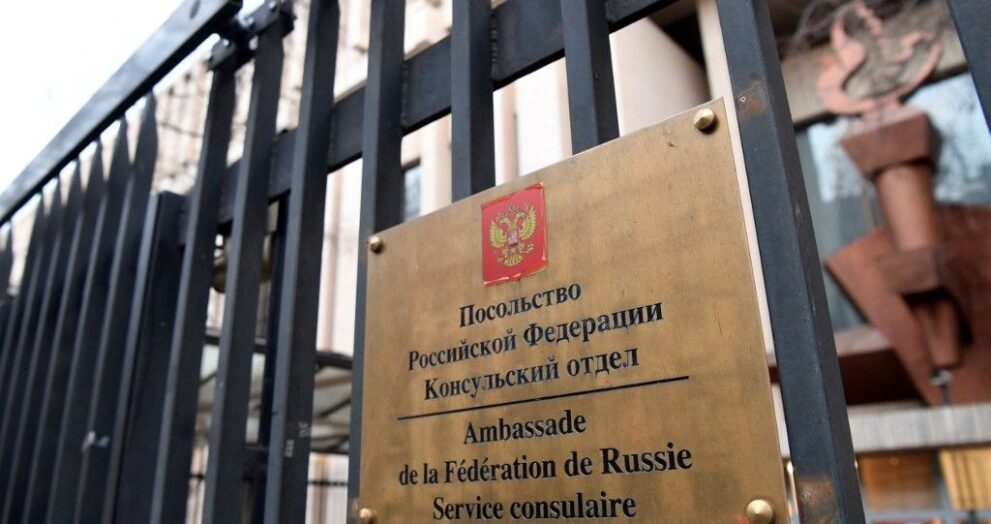 Посольство
Российской Федерации
Консульский отдел
Ambassade
de la Fédération de Russie
Service consulaire